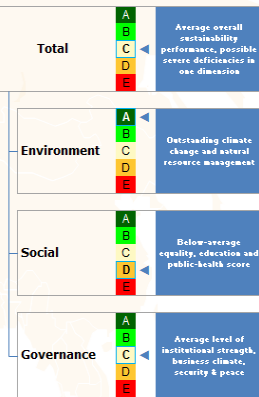 Total
A
B
C
D
E
Average overall
sustainability
performance, possible
severe deficiencies in
one dimension
Environment
A
B
C
D
E
Outstanding climate
change and natural
resource management
Social
A
B
C
D
E
Below-average
equality, education and
public-health score
Governance
A
B
C
D
E
Average level of
institutional strength,
business climate,
security & peace